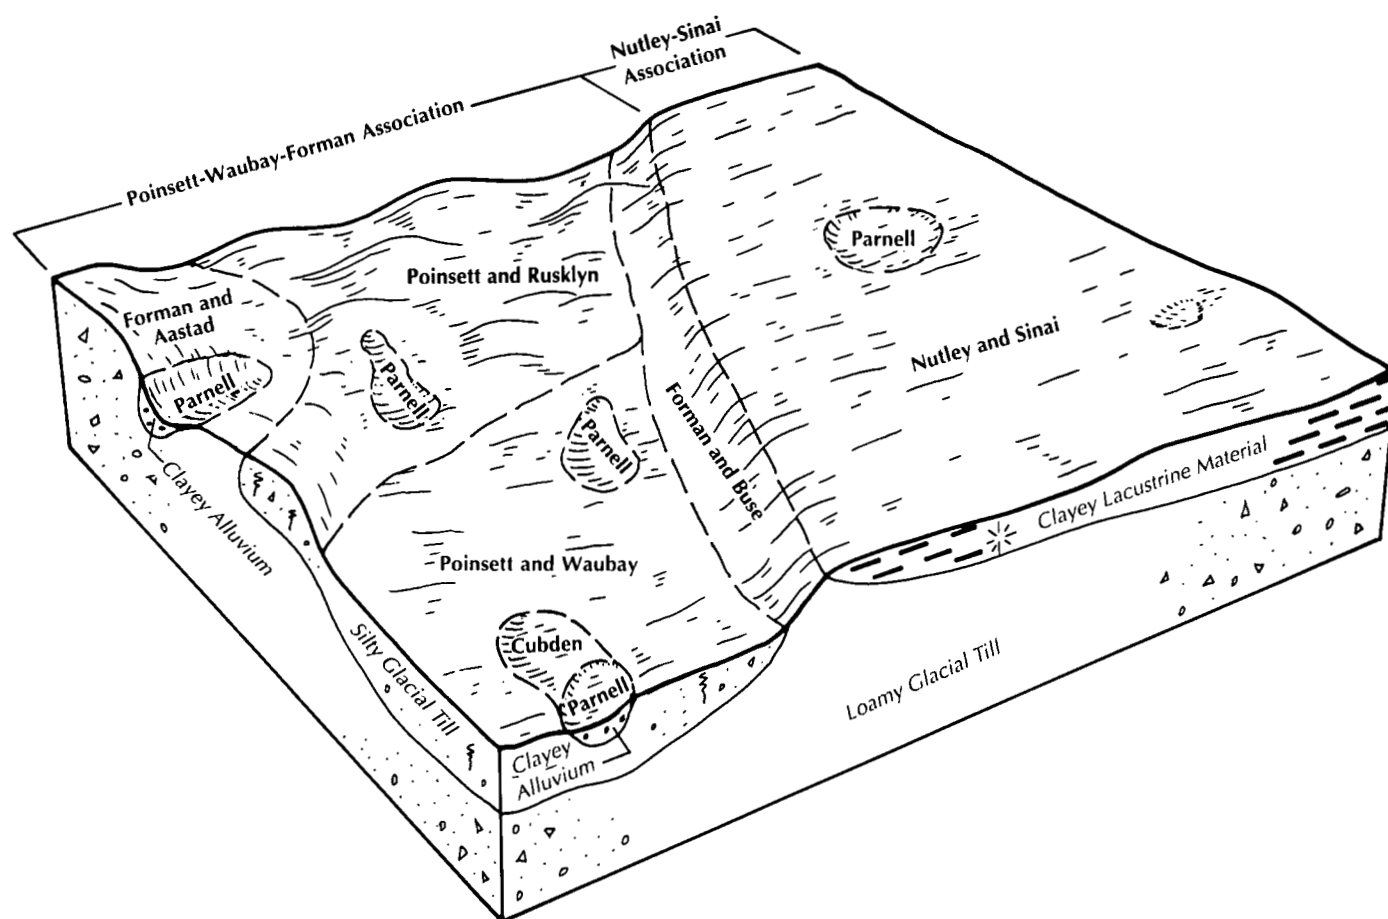 Nutley-Sinai
Association
Poinsett-Waubay-Forman Association
Parnell
Poinsett and Rusklyn
Forman and
Aastad
Parnell
Parnell
Nutley and Sinai
Parnell
Forman and Buse
Clayey Alluvium
Clayey Lacustrine Material
Poinsett and Waubay
Silty Glacial Till
Cubden
Parnell
Loamy Glacial Till
Clayey
Alluvium